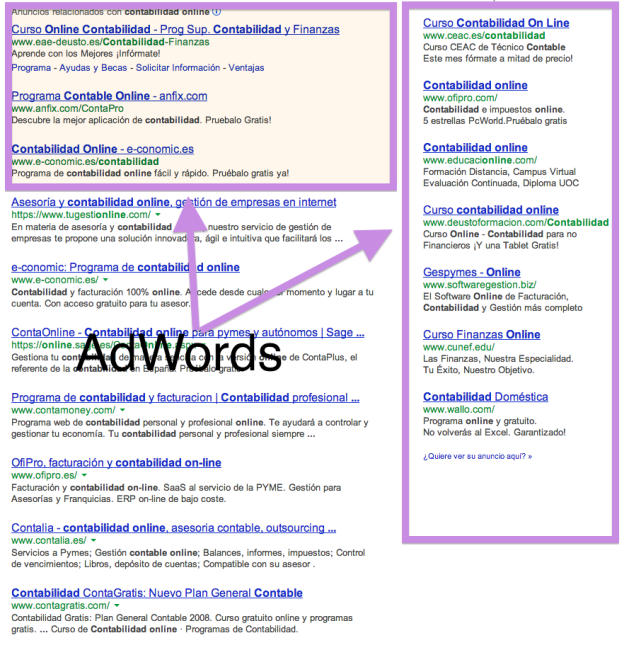 Anuncios relacionados con contabilidad online
Curso Online Contabilidad - Prog Sup. Contabilidad y Finanzas
www.eae-deusto.es/Contabilidad-Finanzas
Aprende con los Mejores ¡Infórmate!
Programa - Ayudas y Becas - Solicitar Información - Ventajas
Programa Contable Online - anfix.com
www.anfix.com/ContaPro
Descubre la mejor aplicación de contabilidad. Pruebalo Gratis!
Contabilidad Online - e-conomic.es
www.e-conomic.es/contabilidad
Programa de contabilidad online fácil y rápido. Pruébalo gratis ya!
Asesoría y contabilidad online, gestión de empresas en internet
https://www.tugestionline.com/
En materia de asesoría y contabilidad nuestro servicio de gestión de
empresas te propone una solución innovadora, ágil e intuitiva que facilitará los ...
e-conomic: Programa de contabilidad online
www.e-conomic.es/
Contabilidad y facturación 100% online. Accede desde cualquier momento y lugar a tu
cuenta. Con acceso gratuito para tu asesor.
ContaOnline - Contabilidad online para pymes y autónomos | Sage ...
https://online.sage.es/
AdWords
Gestiona tu contabilidad de manera sencilla con la versión online de ContaPlus, el
referente de la contabilidad en España. Pruébalo gratis
Programa de contabilidad y facturacion | Contabilidad profesional ...
www.contamoney.com/
Programa web de contabilidad personal y profesional online. Te ayudará a controlar y
gestionar tu economía. Tu contabilidad personal y profesional siempre ...
OfiPro, facturación y contabilidad on-line
www.ofipro.es/
Facturación y contabilidad on-line. SaaS al servicio de la PYME. Gestión para
Asesorías y Franquicias. ERP on-line de bajo coste.
Contalia - contabilidad online, asesoria contable, outsourcing ...
www.contalia.es/
Servicios a Pymes; Gestión contable online; Balances, informes, impuestos; Control
de vencimientos; Libros, depósito de cuentas; Compatible con su asesor .
Contabilidad ContaGratis: Nuevo Plan General Contable
www.contagratis.com/
Contabilidad Gratis: Plan General Contable 2008. Curso gratuito online y programas
gratis. ... Curso de Contabilidad online · Programas de Contabilidad.
Curso Contabilidad On Line
www.ceac.es/contabilidad
Curso CEAC de Técnico Contable
Este mes fórmate a mitad de precio!
Contabilidad online
www.ofipro.com/
Contabilidad e impuestos online.
5 estrellas PcWorld.Pruébalo gratis
Contabilidad online
www.educacionline.com/
Formación Distancia, Campus Virtual
Evaluación Continuada, Diploma UOC
Curso contabilidad online
www.deustoformacion.com/Contabilidad
Curso Online - Contabilidad para no
Financieros ¡Y una Tablet Gratis!
Gespymes - Online
www.softwaregestion.biz/
El Software Online de Facturación,
Contabilidad y Gestión más completo
Curso Finanzas Online
www.cunef.edu/
Las Finanzas, Nuestra Especialidad.
Tu Éxito, Nuestro Objetivo.
Contabilidad Doméstica
www.wallo.com/
Programa online y gratuito.
No volverás al Excel. Garantizado!
¿Quiere ver su anuncio aquí? »